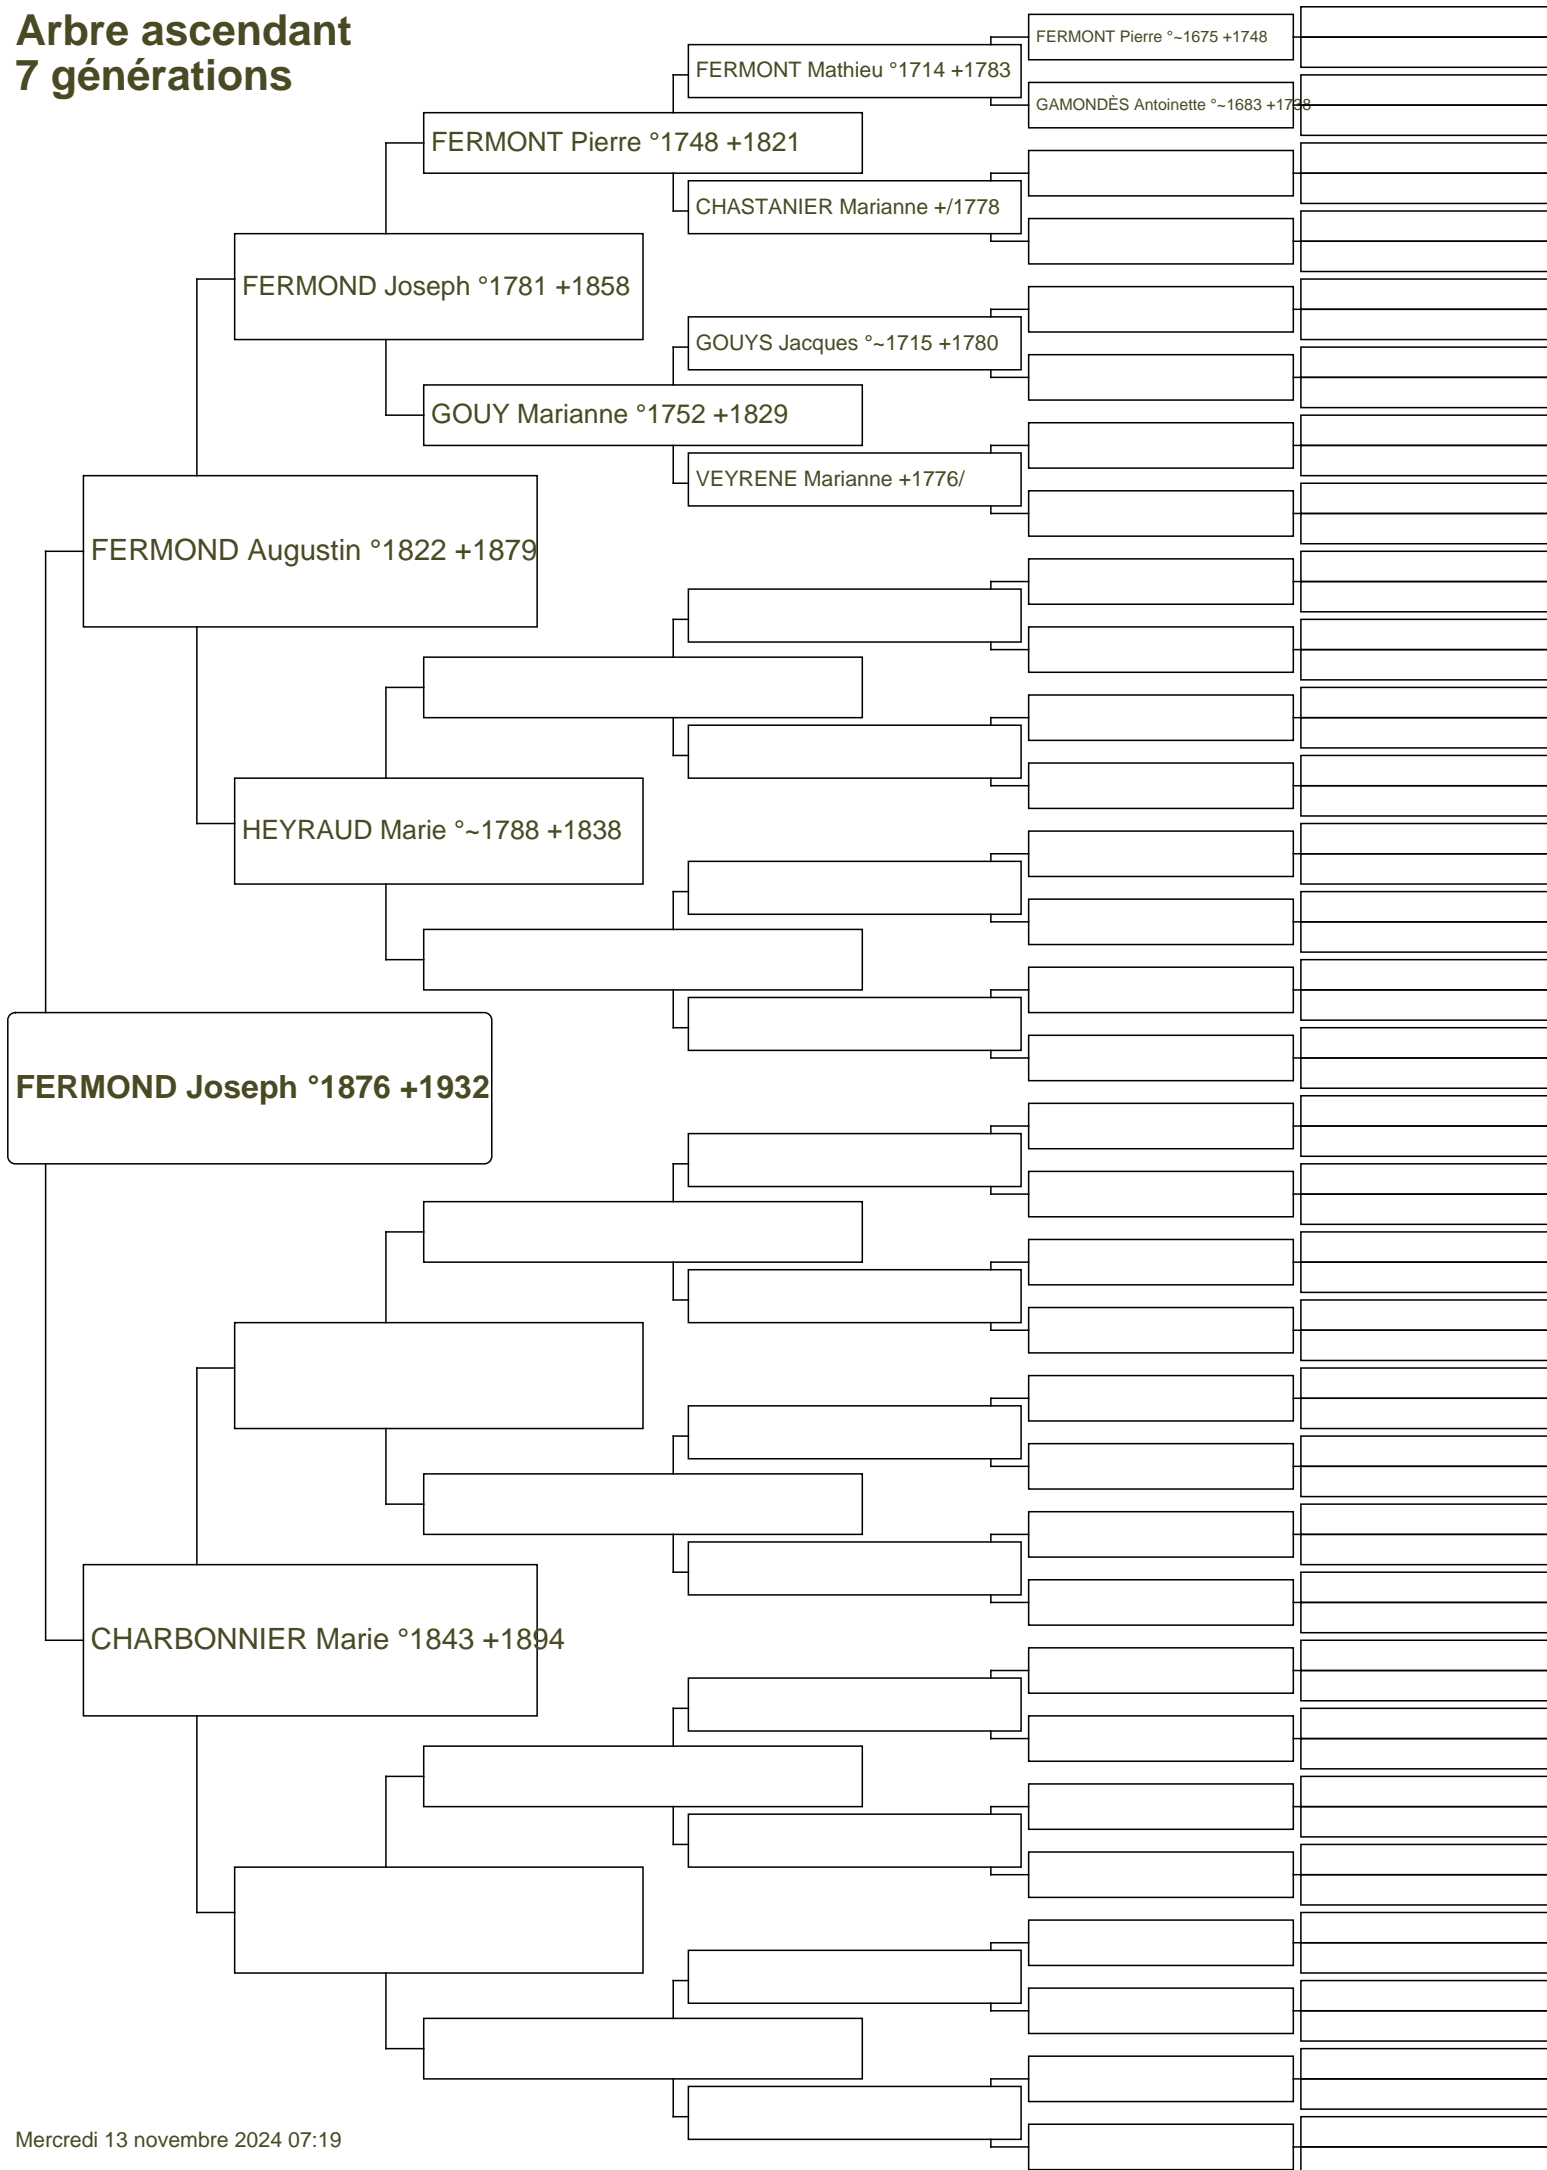 Arbre ascendant
7 générations
FERMONT Pierre °~1675 +1748
FERMONT Mathieu °1714 +1783
GAMONDÈS Antoinette °~1683 +1738
FERMONT Pierre °1748 +1821
CHASTANIER Marianne +/1778
FERMOND Joseph °1781 +1858
GOUYS Jacques °~1715 +1780
GOUY Marianne °1752 +1829
VEYRENE Marianne +1776/
FERMOND Augustin °1822 +1879
HEYRAUD Marie °~1788 +1838
FERMOND Joseph °1876 +1932
CHARBONNIER Marie °1843 +1894
Mercredi 13 novembre 2024 07:19